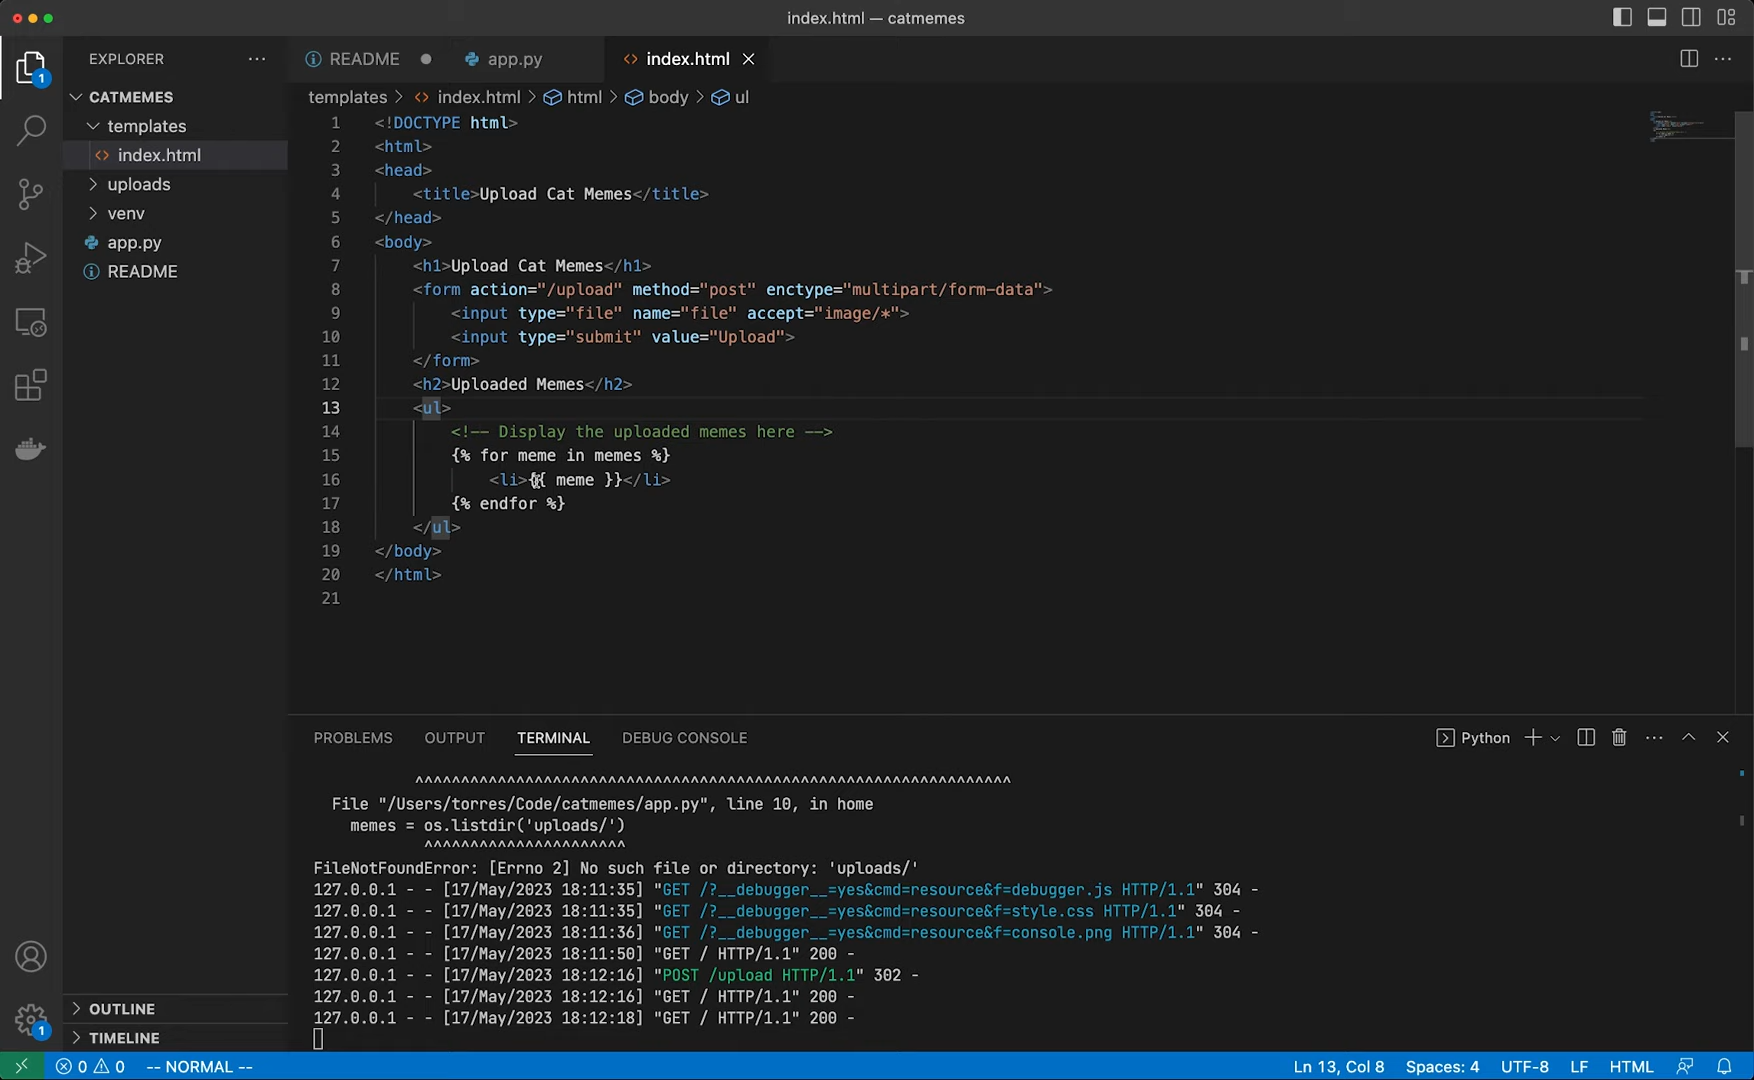 index.html — catmemes
EXPLORER
1
CATMEMES
templates
index.html
uploads
venv
app.py
README
OUTLINE
TIMELINE
1
README
app.py
index.html
templates > index.html > html > body > ul
1 <!DOCTYPE html>
2 <html>
3 <head>
4 <title>Upload Cat Memes</title>
5 </head>
6 <body>
7 <h1>Upload Cat Memes</h1>
8 <form action="/upload" method="post" enctype="multipart/form-data">
9 <input type="file" name="file" accept="image/*">
10 <input type="submit" value="Upload">
11 </form>
12 <h2>Uploaded Memes</h2>
13 <ul>
14 <!-- Display the uploaded memes here -->
15 {% for meme in memes %}
16 <li>{{ meme }}</li>
17 {% endfor %}
18 </ul>
19 </body>
20 </html>
21
PROBLEMS OUTPUT TERMINAL DEBUG CONSOLE
Python
^^^^^^^^^^^^^^^^^^^^^^^^^^^^^^^^^^^^^^^^^^^^^^^^^^^^^^^^^^^^^^^^^
File "/Users/torres/Code/catmemes/app.py", line 10, in home
memes = os.listdir('uploads/')
^^^^^^^^^^^^^^^^^^^^^^
FileNotFoundError: [Errno 2] No such file or directory: 'uploads/'
127.0.0.1 - - [17/May/2023 18:11:35] "GET /?__debugger__=yes&cmd=resource&f=debugger.js HTTP/1.1" 304 -
127.0.0.1 - - [17/May/2023 18:11:35] "GET /?__debugger__=yes&cmd=resource&f=style.css HTTP/1.1" 304 -
127.0.0.1 - - [17/May/2023 18:11:36] "GET /?__debugger__=yes&cmd=resource&f=console.png HTTP/1.1" 304 -
127.0.0.1 - - [17/May/2023 18:11:50] "GET / HTTP/1.1" 200 -
127.0.0.1 - - [17/May/2023 18:12:16] "POST /upload HTTP/1.1" 302 -
127.0.0.1 - - [17/May/2023 18:12:16] "GET / HTTP/1.1" 200 -
127.0.0.1 - - [17/May/2023 18:12:18] "GET / HTTP/1.1" 200 -
0 0 -- NORMAL -- Ln 13, Col 8 Spaces: 4 UTF-8 LF HTML